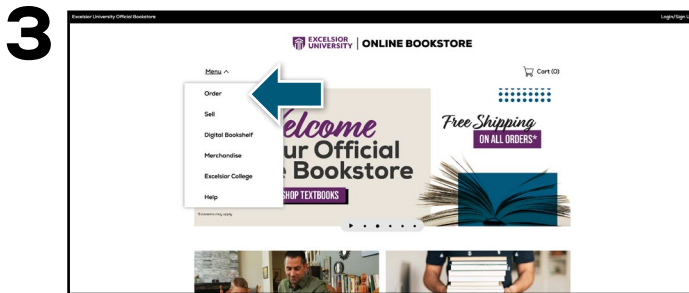 3
Excelsior University Official Bookstore
Login/Sign U
EXCELSIOR
UNIVERSITY
ONLINE BOOKSTORE
Menu
Cart (0)
Order
Sell
Digital Bookshelf
Merchandise
Excelsior College
Help
elcome
ur Official
Bookstore
SHOP TEXTBOOKS
Free Shipping
ON ALL ORDERS*